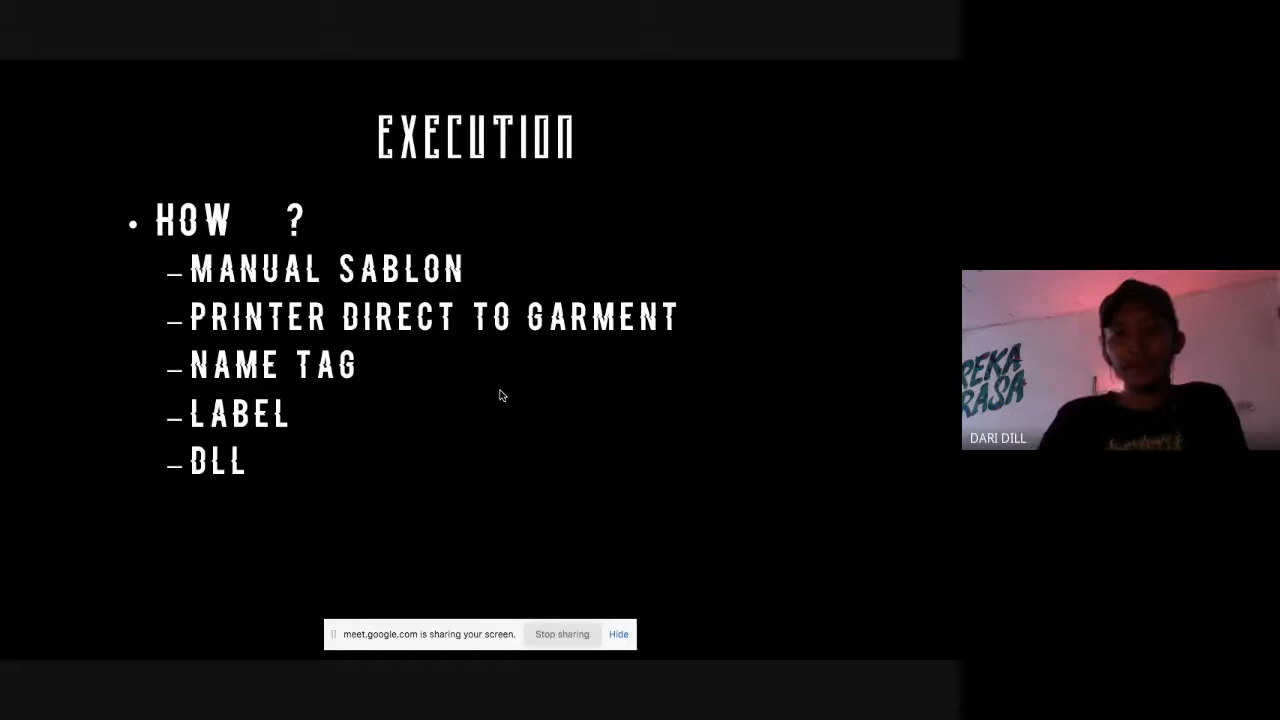 EXECUTION
• HOW ?
– MANUAL SABLON
– PRINTER DIRECT TO GARMENT
– NAME TAG
– LABEL
– DLL
REKA
RASA
DARI DILL
meet.google.com is sharing your screen. Stop sharing Hide